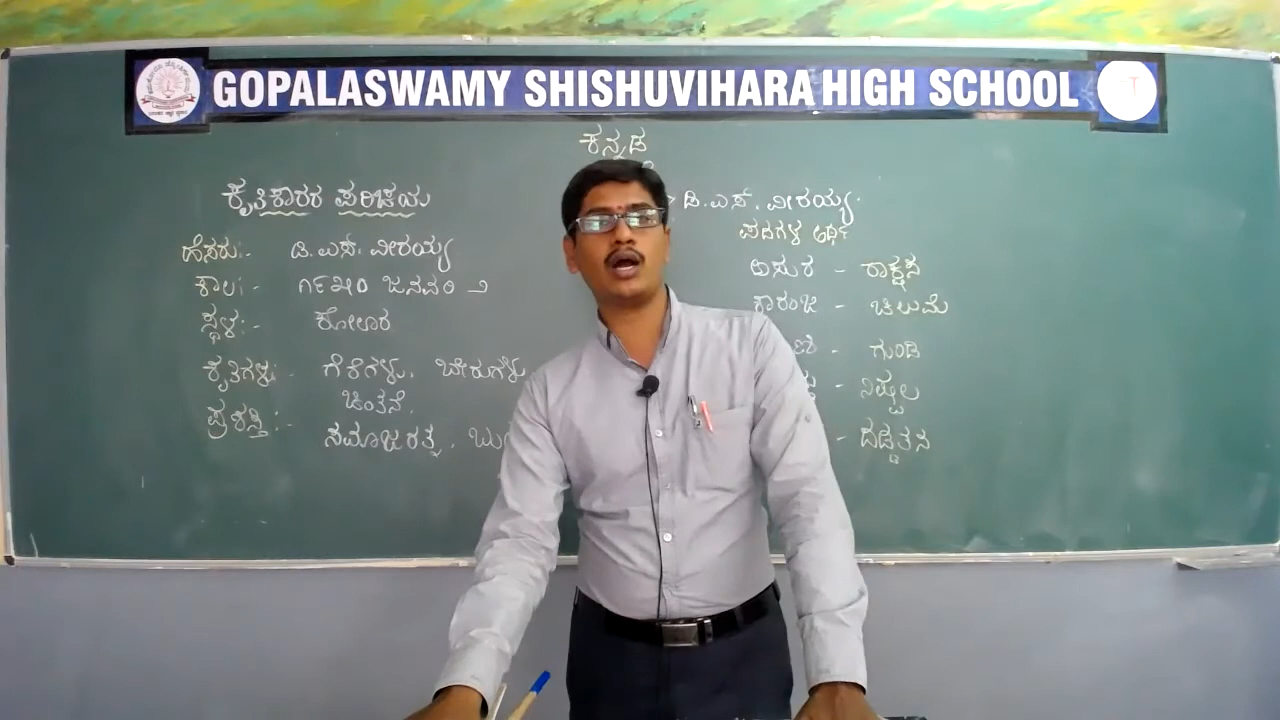 GOPALASWAMY SHISHUVIHARA HIGH SCHOOL
ಕನ್ನಡ
ಕೃತಿಕಾರರ ಪರಿಚಯ
ಹೆಸರು:- ಡಿ.ಎಸ್. ವೀರಯ್ಯ
ಕಾಲ:- ೧೯೫೦ ಜನವರಿ ೨
ಸ್ಥಳ:- ಕೋಲಾರ
ಕೃತಿಗಳು:- ಗೆರೆಗಳು, ಬೇರುಗಳು,
ಚಿಂತನೆ.
ಪ್ರಶಸ್ತಿ:- ಸಮಾಜರತ್ನ,
ಡಿ.ಎಸ್. ವೀರಯ್ಯ.
ಪದಗಳ ಅರ್ಥ
ಅಸುರ - ರಾಕ್ಷಸ
ಕಾರಂಜಿ - ಚಿಲುಮೆ
- ಗುಂಡಿ
- ನಿಷ್ಫಲ
- ದಡ್ಡತನ